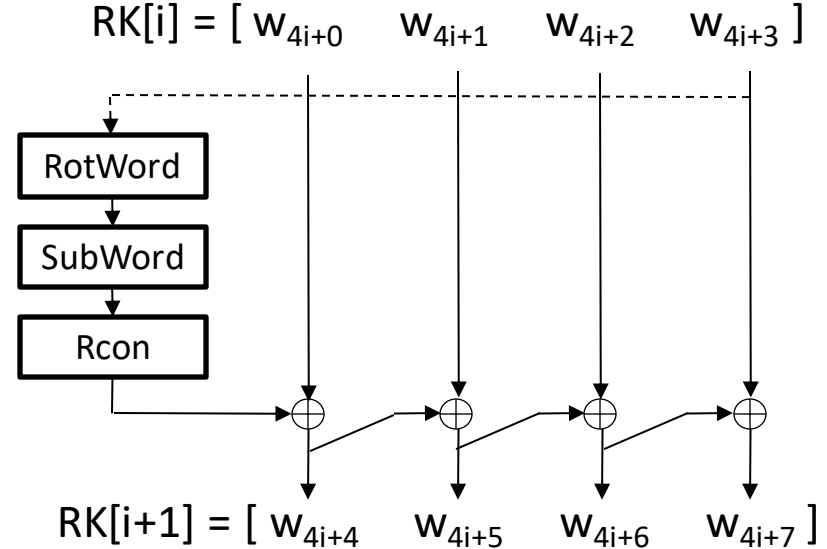 RK[i] = [ w4i+0 w4i+1 w4i+2 w4i+3 ]
RotWord
SubWord
Rcon
RK[i+1] = [ w4i+4 w4i+5 w4i+6 w4i+7 ]